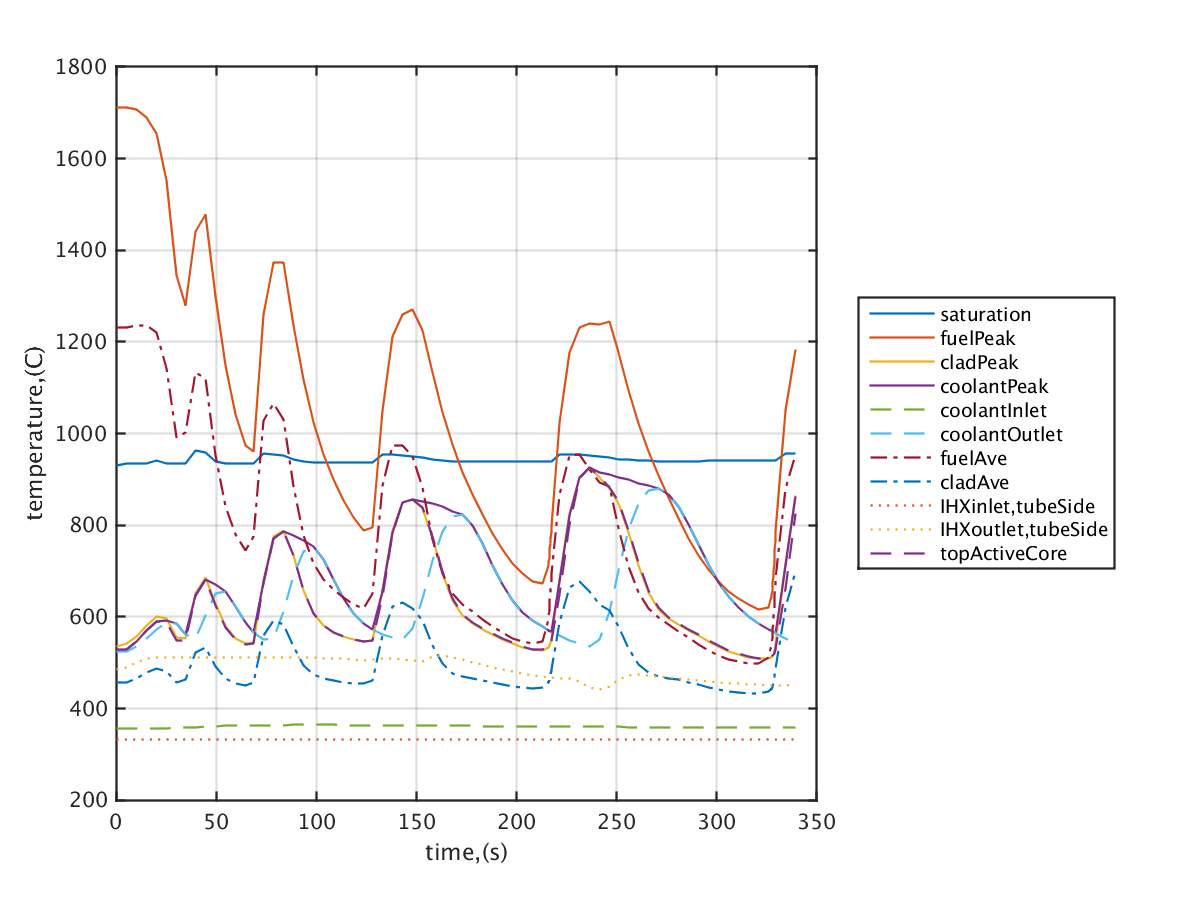 1800
1600
1400
1200
1000
800
600
400
200
temperature,(C)
0 50 100 150 200 250 300 350
time,(s)
saturation
fuelPeak
cladPeak
coolantPeak
coolantInlet
coolantOutlet
fuelAve
cladAve
IHXinlet,tubeSide
IHXoutlet,tubeSide
topActiveCore